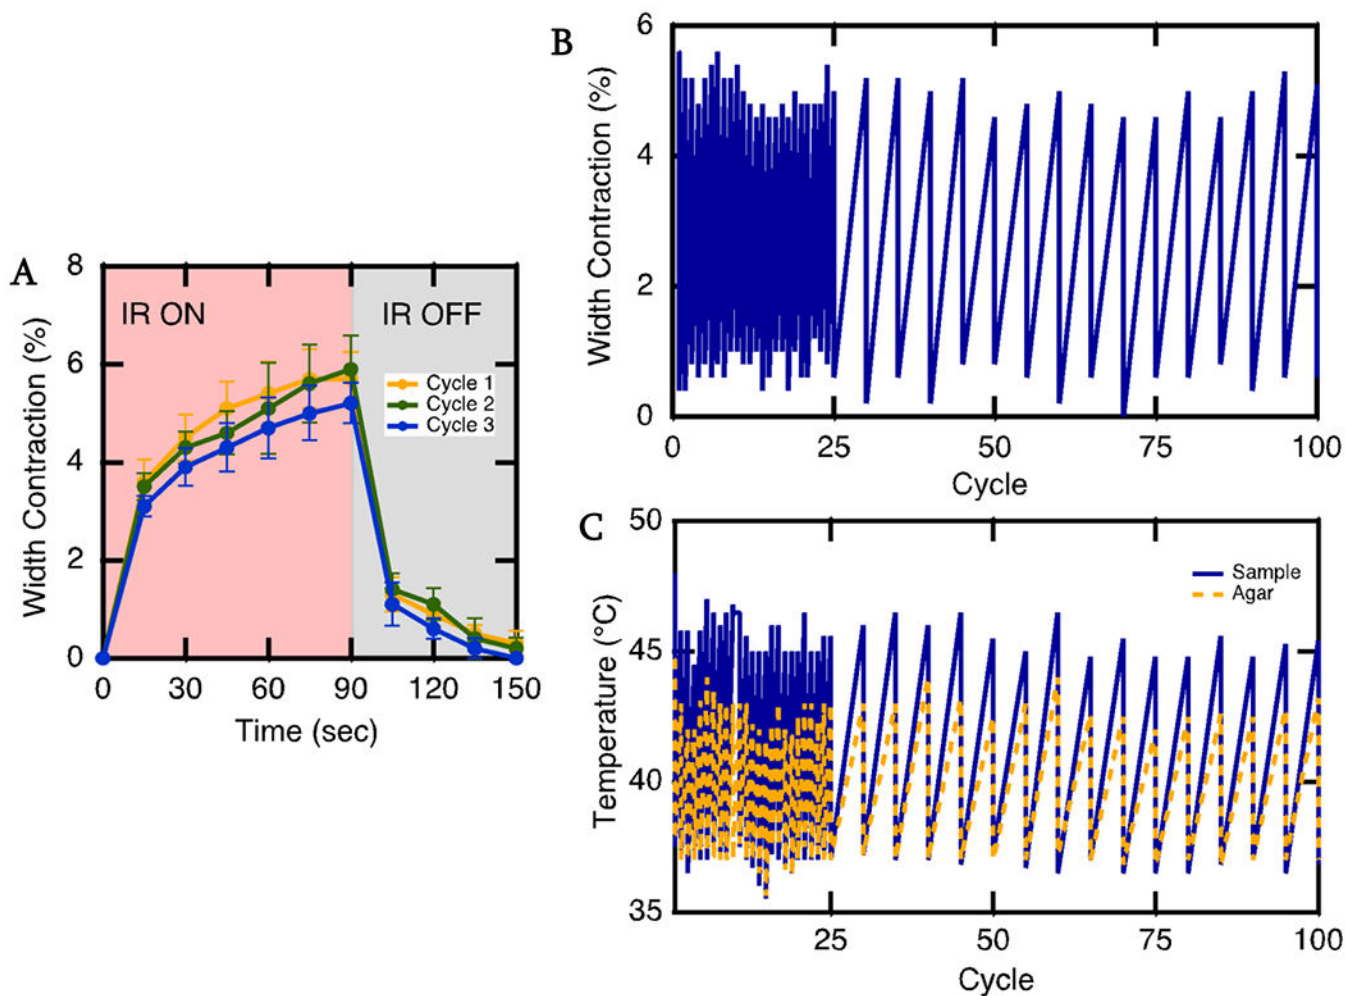 A
8
6
4
2
0
Width Contraction (%)
IR ON
IR OFF
Cycle 1
Cycle 2
Cycle 3
0 30 60 90 120 150
Time (sec)
B
6
4
2
0
Width Contraction (%)
0 25 50 75 100
Cycle
C
50
45
40
35
Temperature (°C)
Sample
Agar
25 50 75 100
Cycle